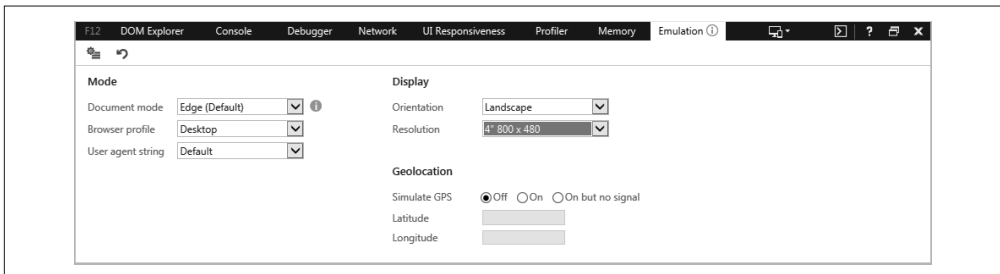 F12 DOM Explorer Console Debugger Network UI Responsiveness Profiler Memory Emulation ?
Mode
Document mode Edge (Default)
Browser profile Desktop
User agent string Default
Display
Orientation Landscape
Resolution 4" 800 x 480
Geolocation
Simulate GPS Off On On but no signal
Latitude
Longitude